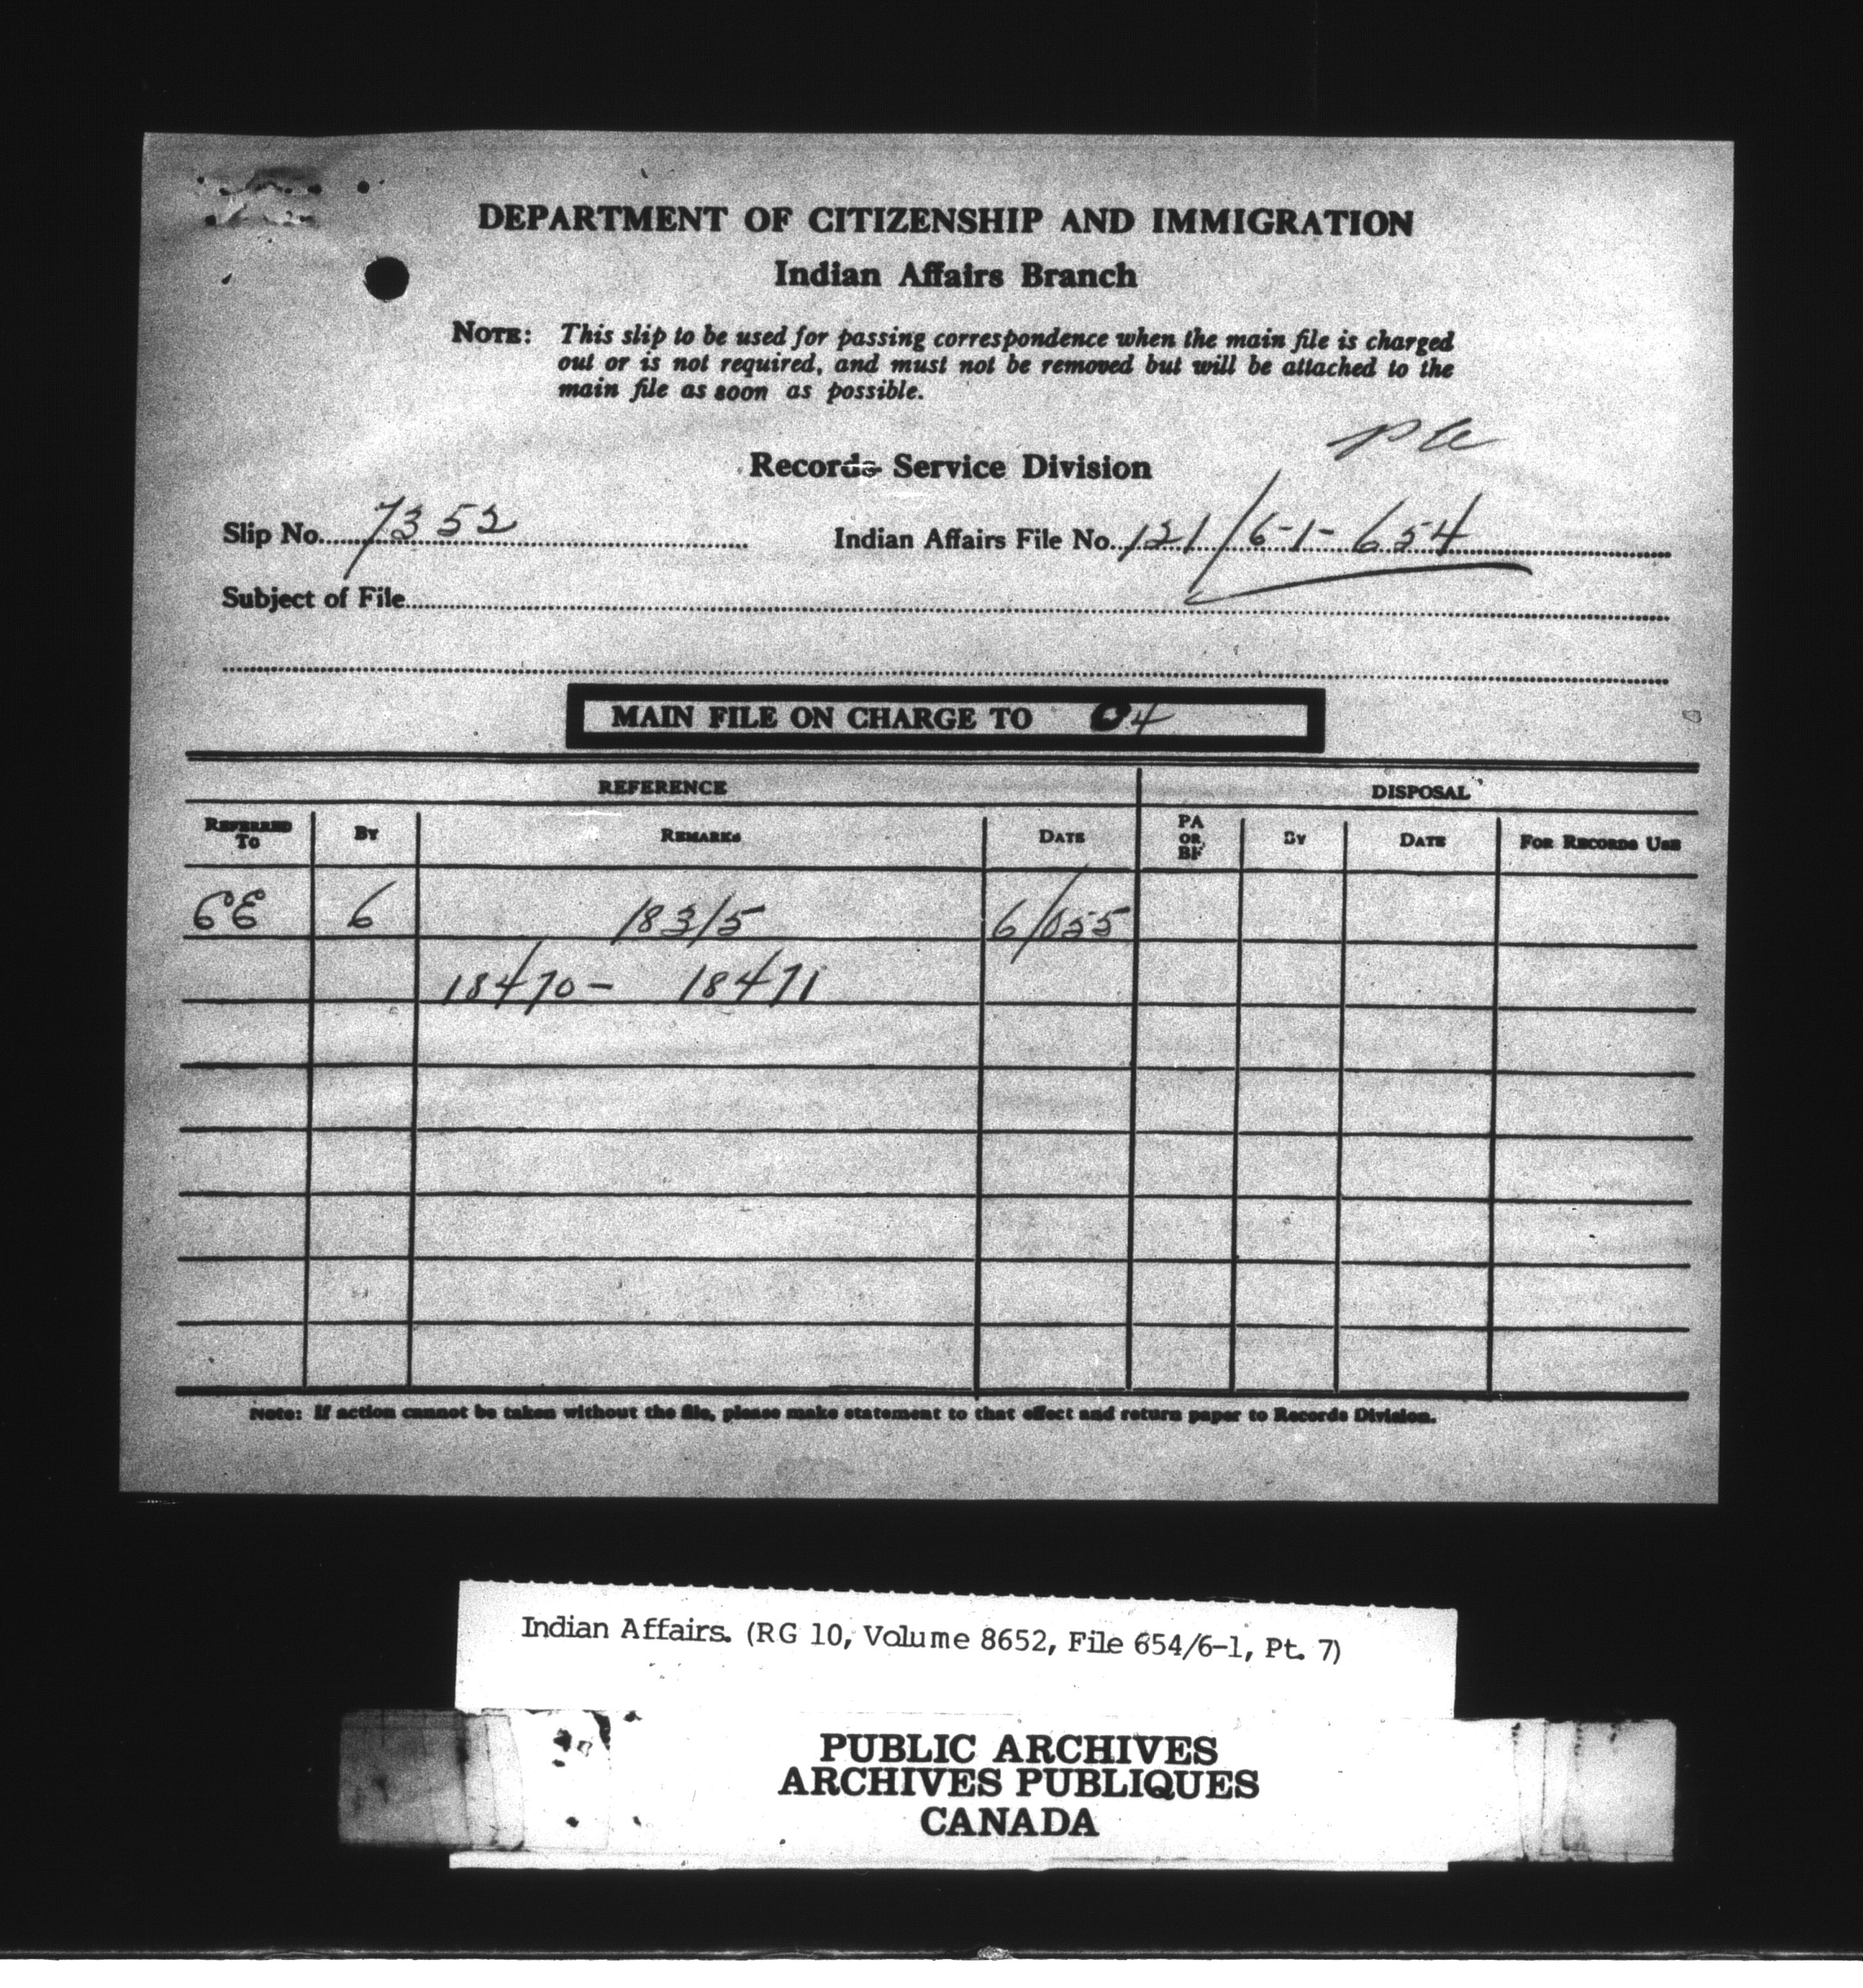 DEPARTMENT OF CITIZENSHIP AND IMMIGRATION
Indian Affairs Branch
NOTE: This slip to be used for passing correspondence when the main file is charged
out or is not required, and must not be removed but will be attached to the
main file as soon as possible.
Records Service Division
Slip No. 7352 Indian Affairs File No. 121/6-1-654
Subject of File
MAIN FILE ON CHARGE TO 04
REFERENCE DISPOSAL
REFERRED TO BY REMARKS DATE PA OR BF BY DATE FOR RECORDS USE
6E 6 183/5
18470- 18471
Note: If action cannot be taken without the file, please make statement to that effect and return paper to Records Division.
Indian Affairs. (RG 10, Volume 8652, File 654/6-1, Pt. 7)
PUBLIC ARCHIVES
ARCHIVES PUBLIQUES
CANADA